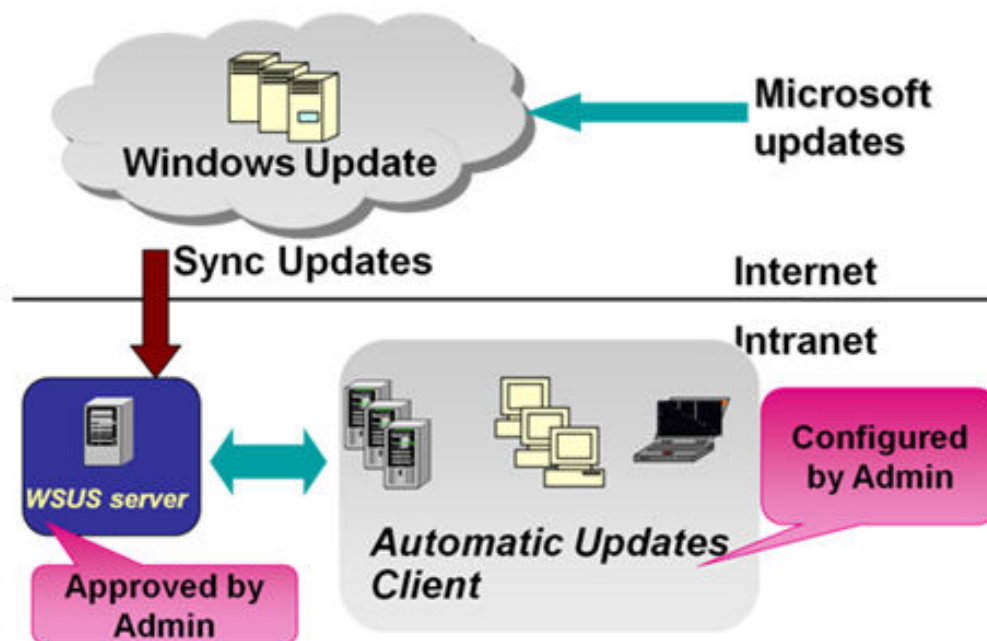 Microsoft
updates
Windows Update
Sync Updates
Internet
Intranet
WSUS server
Configured
by Admin
Automatic Updates
Client
Approved by
Admin